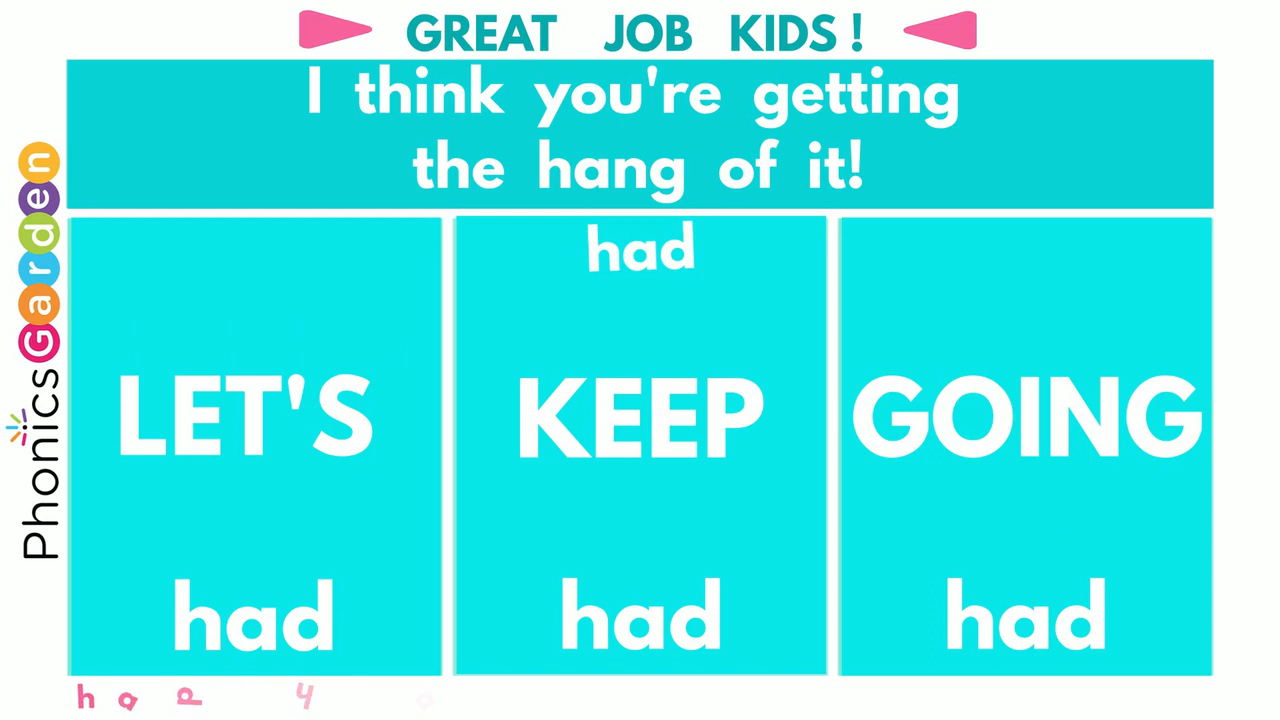 GREAT JOB KIDS !
I think you're getting
the hang of it!
had
LET'S KEEP GOING
had had had
PhonicsGarden
h a p